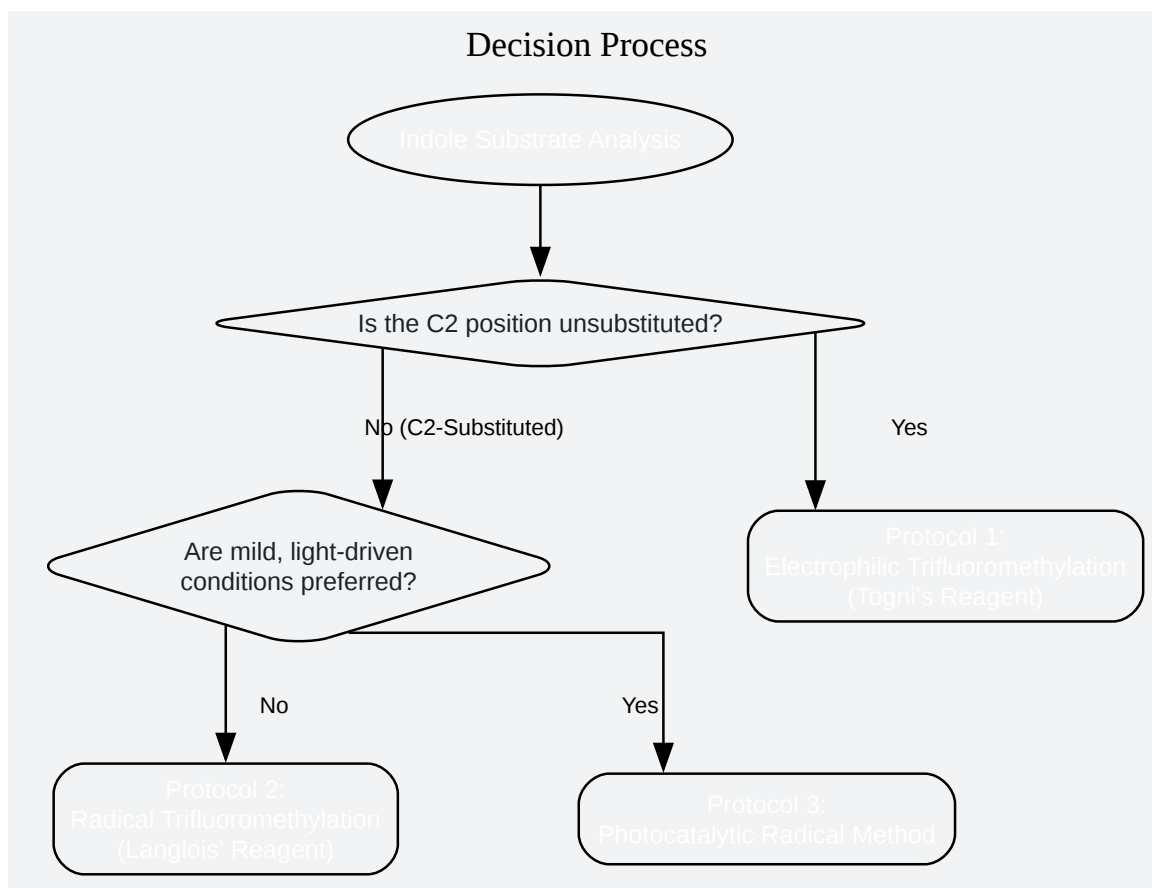 Decision Process
Indole Substrate Analysis
Is the C2 position unsubstituted?
No (C2-Substituted)
Yes
Are mild, light-driven
conditions preferred?
Protocol 1:
Electrophilic Trifluoromethylation
(Togni's Reagent)
No
Yes
Protocol 2:
Radical Trifluoromethylation
(Langlois' Reagent)
Protocol 3:
Photocatalytic Radical Method